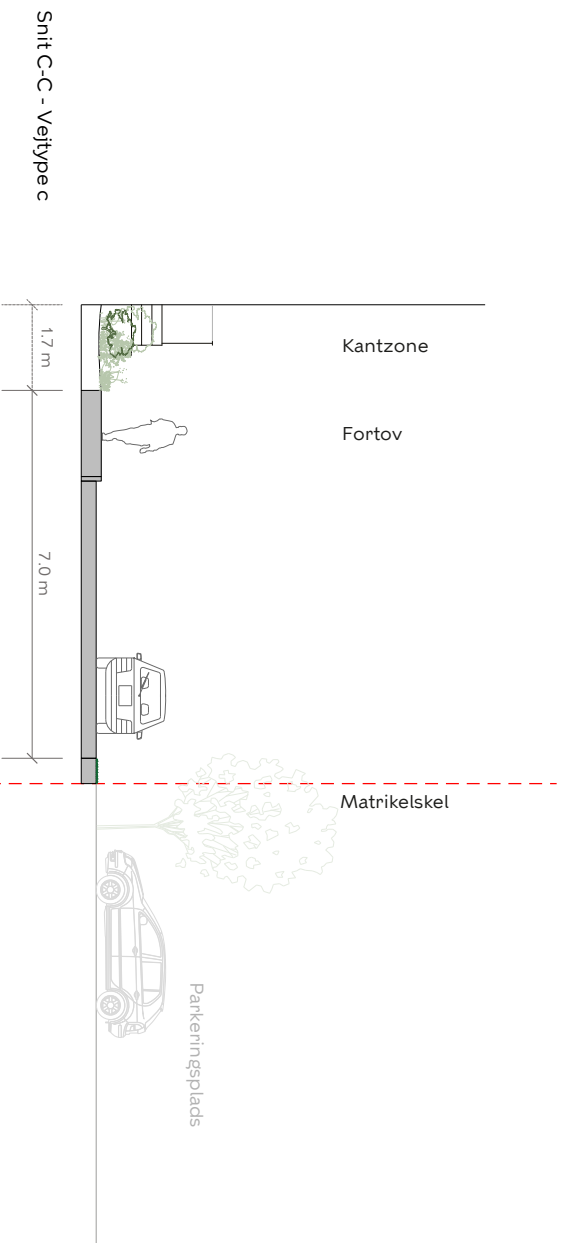 Snit C-C - Vejtype c
Kantzone
Fortov
Matrikelskel
Parkeringsplads
1.7 m
7.0 m